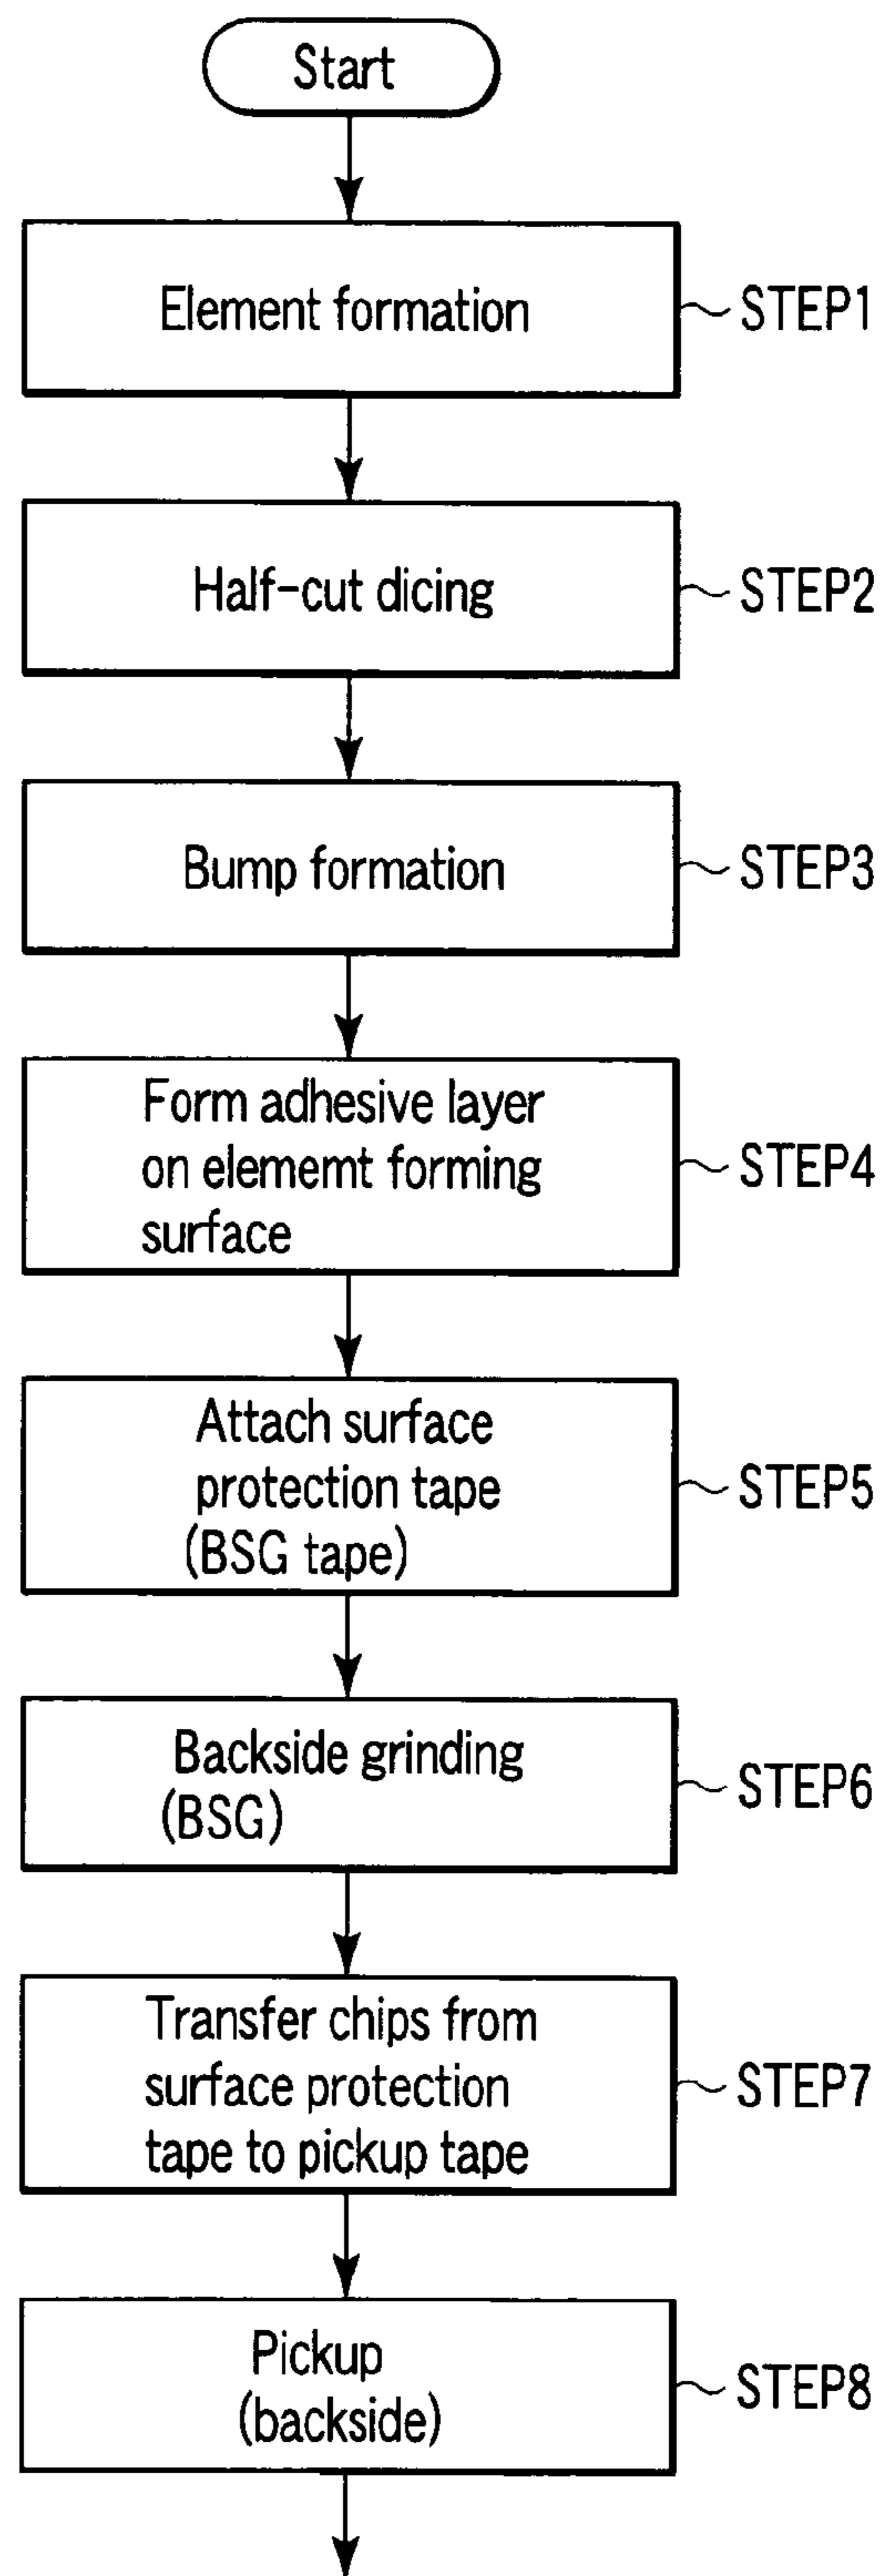 Start
Element formation
STEP1
Half-cut dicing
STEP2
Bump formation
STEP3
Form adhesive layer
on elememt forming
surface
STEP4
Attach surface
protection tape
(BSG tape)
STEP5
Backside grinding
(BSG)
STEP6
Transfer chips from
surface protection
tape to pickup tape
STEP7
Pickup
(backside)
STEP8